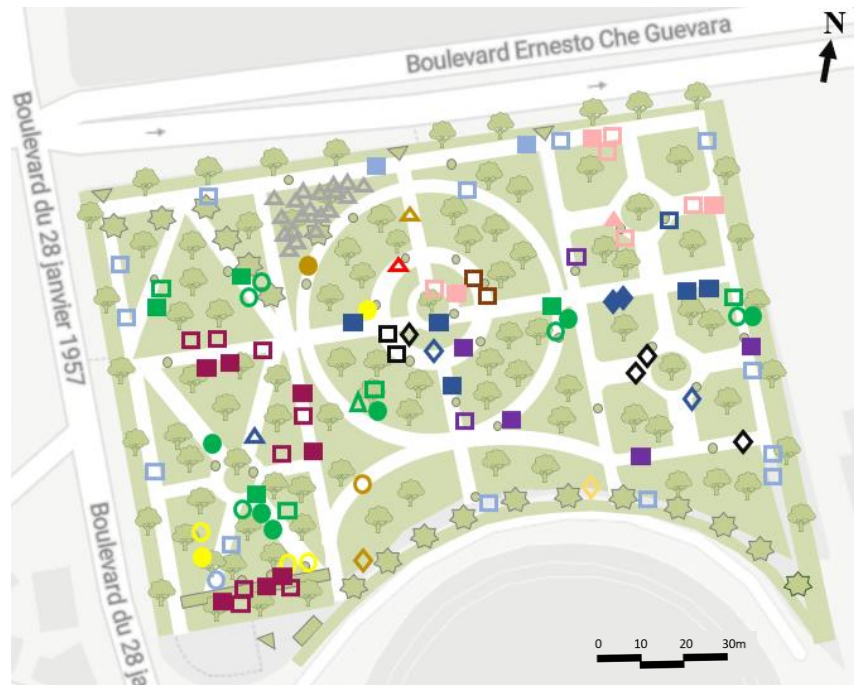 N
Boulevard Ernesto Che Guevara
Boulevard du 28 janvier 1957
Boulevard du 28 ja
0 10 20 30m